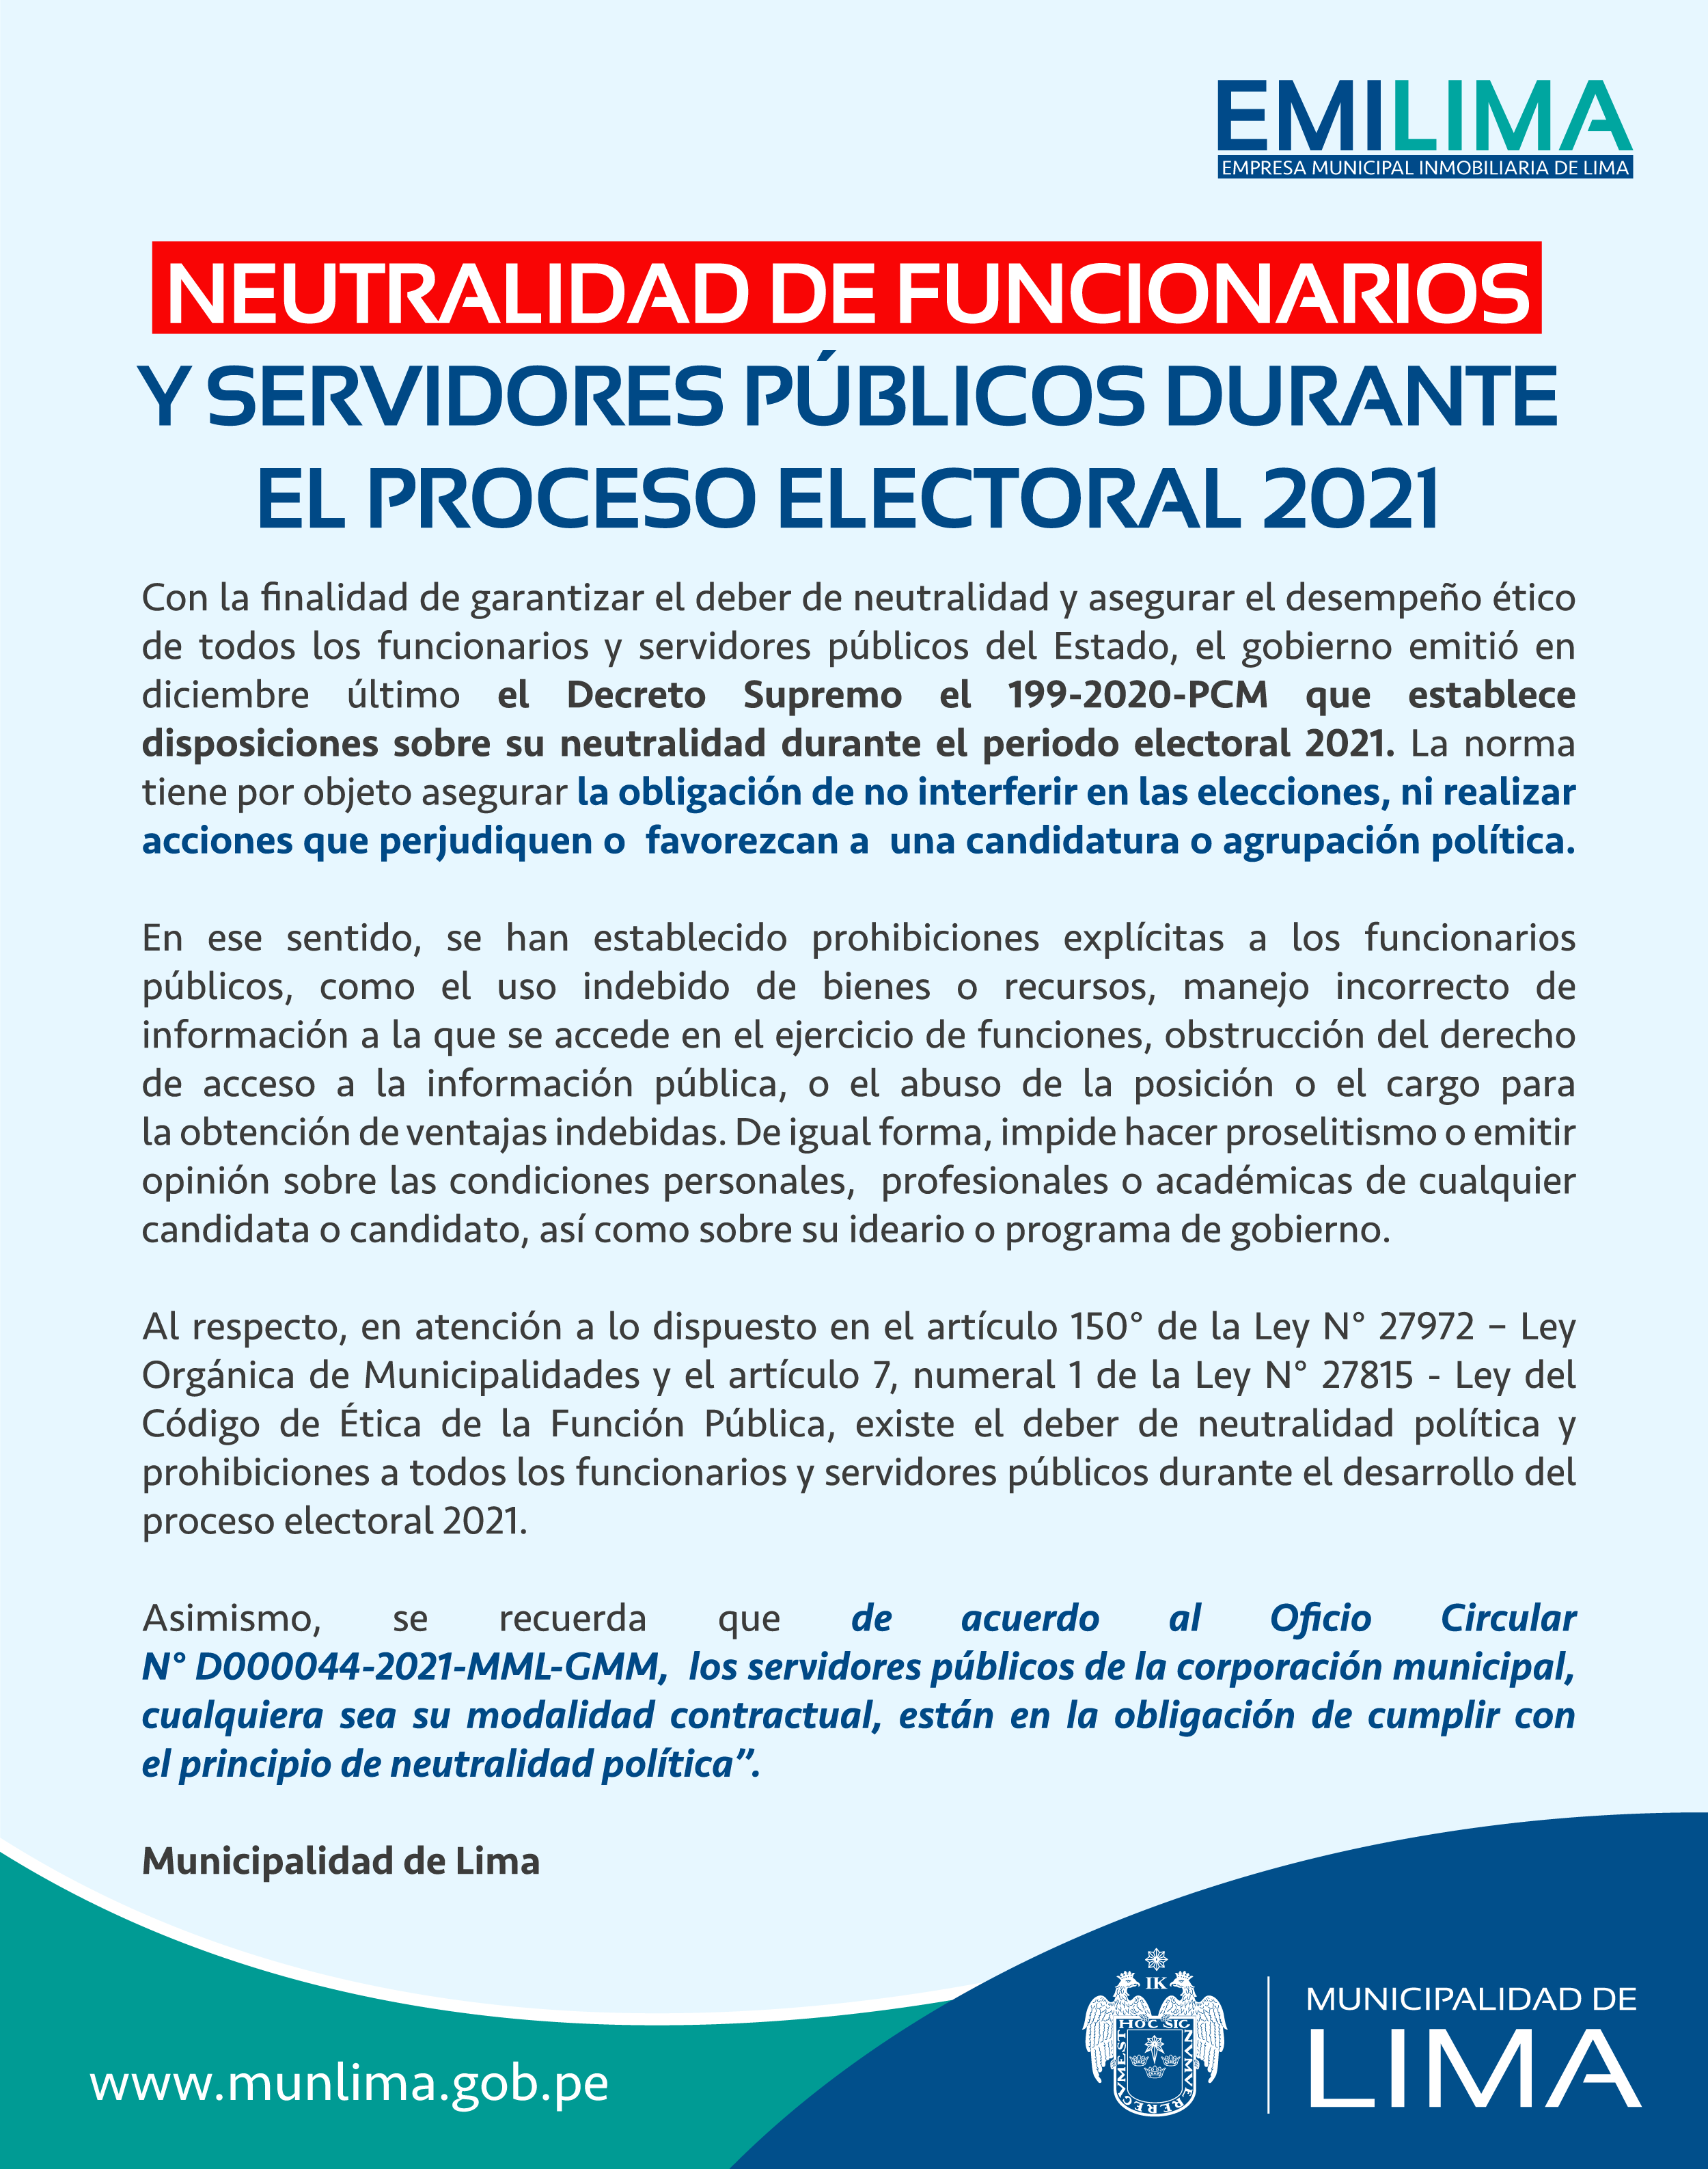 EMILIMA
EMPRESA MUNICIPAL INMOBILIARIA DE LIMA
NEUTRALIDAD DE FUNCIONARIOS
Y SERVIDORES PÚBLICOS DURANTE
EL PROCESO ELECTORAL 2021
Con la finalidad de garantizar el deber de neutralidad y asegurar el desempeño ético
de todos los funcionarios y servidores públicos del Estado, el gobierno emitió en
diciembre último el Decreto Supremo el 199-2020-PCM que establece
disposiciones sobre su neutralidad durante el periodo electoral 2021. La norma
tiene por objeto asegurar la obligación de no interferir en las elecciones, ni realizar
acciones que perjudiquen o favorezcan a una candidatura o agrupación política.
En ese sentido, se han establecido prohibiciones explícitas a los funcionarios
públicos, como el uso indebido de bienes o recursos, manejo incorrecto de
información a la que se accede en el ejercicio de funciones, obstrucción del derecho
de acceso a la información pública, o el abuso de la posición o el cargo para
la obtención de ventajas indebidas. De igual forma, impide hacer proselitismo o emitir
opinión sobre las condiciones personales, profesionales o académicas de cualquier
candidata o candidato, así como sobre su ideario o programa de gobierno.
Al respecto, en atención a lo dispuesto en el artículo 150° de la Ley N° 27972 – Ley
Orgánica de Municipalidades y el artículo 7, numeral 1 de la Ley N° 27815 - Ley del
Código de Ética de la Función Pública, existe el deber de neutralidad política y
prohibiciones a todos los funcionarios y servidores públicos durante el desarrollo del
proceso electoral 2021.
Asimismo, se recuerda que de acuerdo al Oficio Circular
N° D000044-2021-MML-GMM, los servidores públicos de la corporación municipal,
cualquiera sea su modalidad contractual, están en la obligación de cumplir con
el principio de neutralidad política”.
Municipalidad de Lima
www.munlima.gob.pe
IK
HOC SIC
NVMVE
REREGV
MEST
MUNICIPALIDAD DE
LIMA